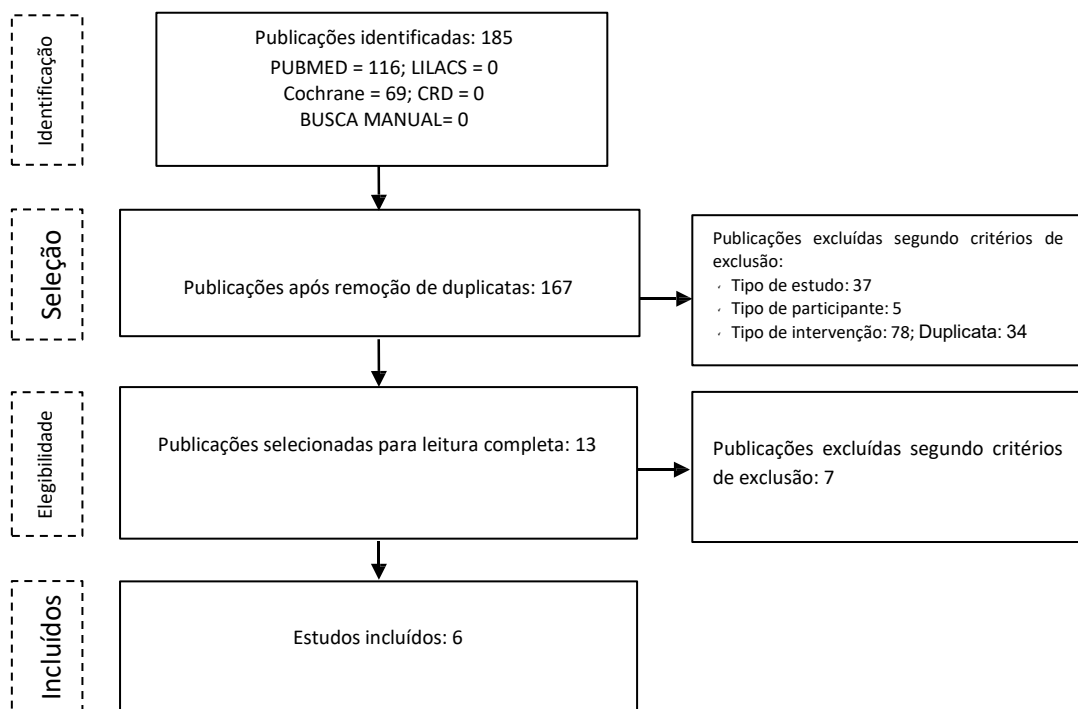 Identificação
Publicações identificadas: 185
PUBMED = 116; LILACS = 0
Cochrane = 69; CRD = 0
BUSCA MANUAL= 0
Seleção
Publicações após remoção de duplicatas: 167
Publicações excluídas segundo critérios de
exclusão:
Tipo de estudo: 37
Tipo de participante: 5
Tipo de intervenção: 78; Duplicata: 34
Elegibilidade
Publicações selecionadas para leitura completa: 13
Publicações excluídas segundo critérios
de exclusão: 7
Incluídos
Estudos incluídos: 6